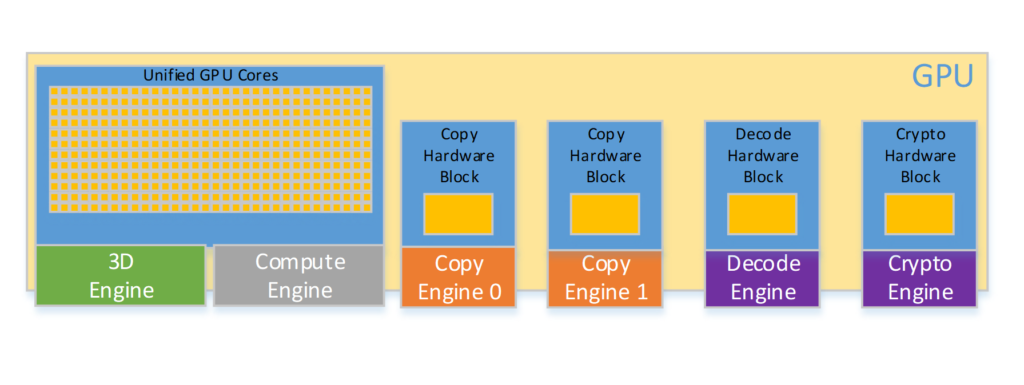 Unified GPU Cores
GPU
Copy
Hardware
Block
Copy
Hardware
Block
Decode
Hardware
Block
Crypto
Hardware
Block
3D
Engine
Compute
Engine
Copy
Engine 0
Copy
Engine 1
Decode
Engine
Crypto
Engine